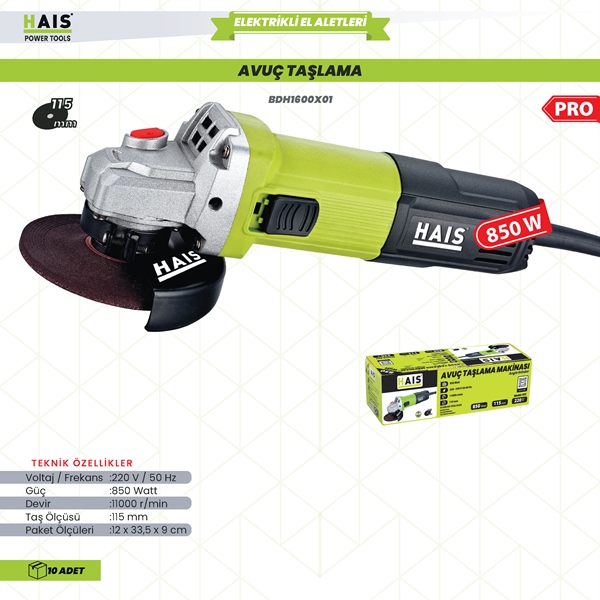 HAIS
POWER TOOLS
ELEKTRİKLİ EL ALETLERİ
AVUÇ TAŞLAMA
BDH1600X01
115
mm
PRO
HAIS
HAIS
850 W
HAIS
AVUÇ TAŞLAMA MAKİNASI
TEKNİK ÖZELLİKLER
Voltaj / Frekans :220 V / 50 Hz
Güç :850 Watt
Devir :11000 r/min
Taş Ölçüsü :115 mm
Paket Ölçüleri :12 x 33,5 x 9 cm
10 ADET